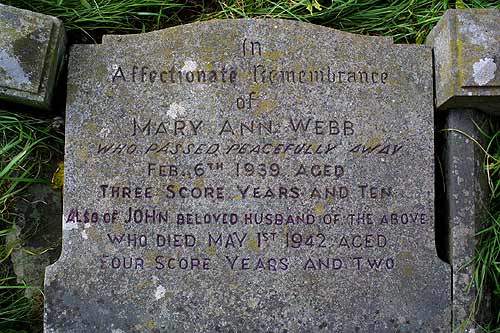 In
Affectionate Remembrance
of
MARY ANN WEBB
WHO PASSED PEACEFULLY AWAY
FEB. 6TH 1939 AGED
THREE SCORE YEARS AND TEN
ALSO OF JOHN BELOVED HUSBAND OF THE ABOVE
WHO DIED MAY 1ST 1942 AGED
FOUR SCORE YEARS AND TWO